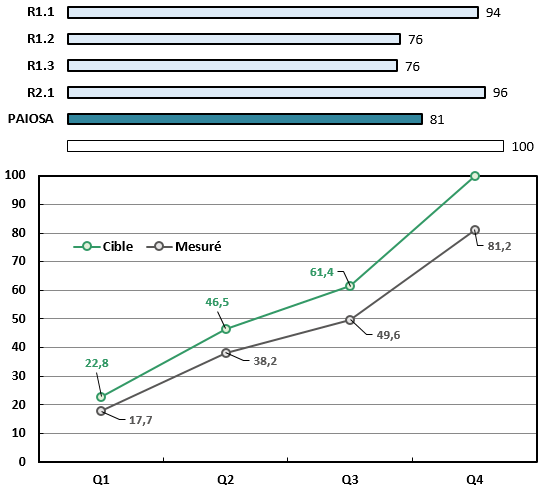 R1.1 94
R1.2 76
R1.3 76
R2.1 96
PAIOSA 81
100
100
90
80
70
60
50
40
30
20
10
0
Cible Mesuré
22,8
46,5
61,4
17,7
38,2
49,6
81,2
Q1 Q2 Q3 Q4